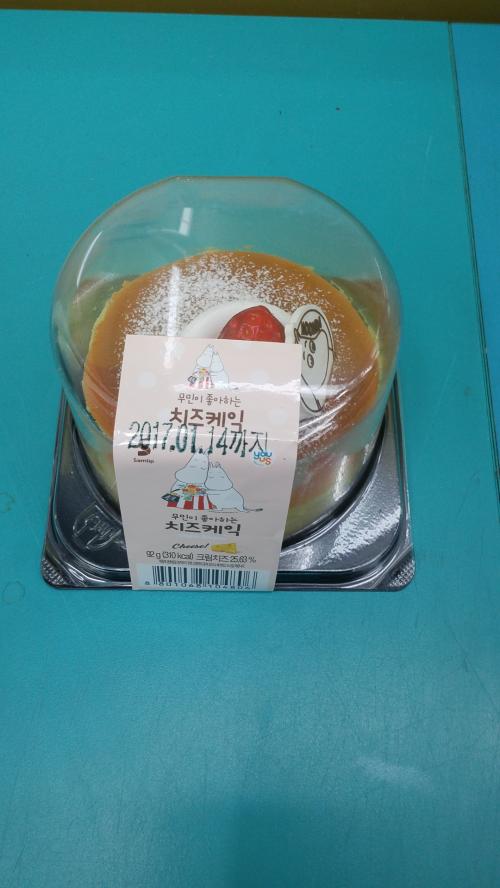 무민이 좋아하는
치즈케익
2017.01.14까지
Samlip
you
us
무민이 좋아하는
치즈케익
Cheese!
92 g (310 kcal) 크림치즈 25.63 %